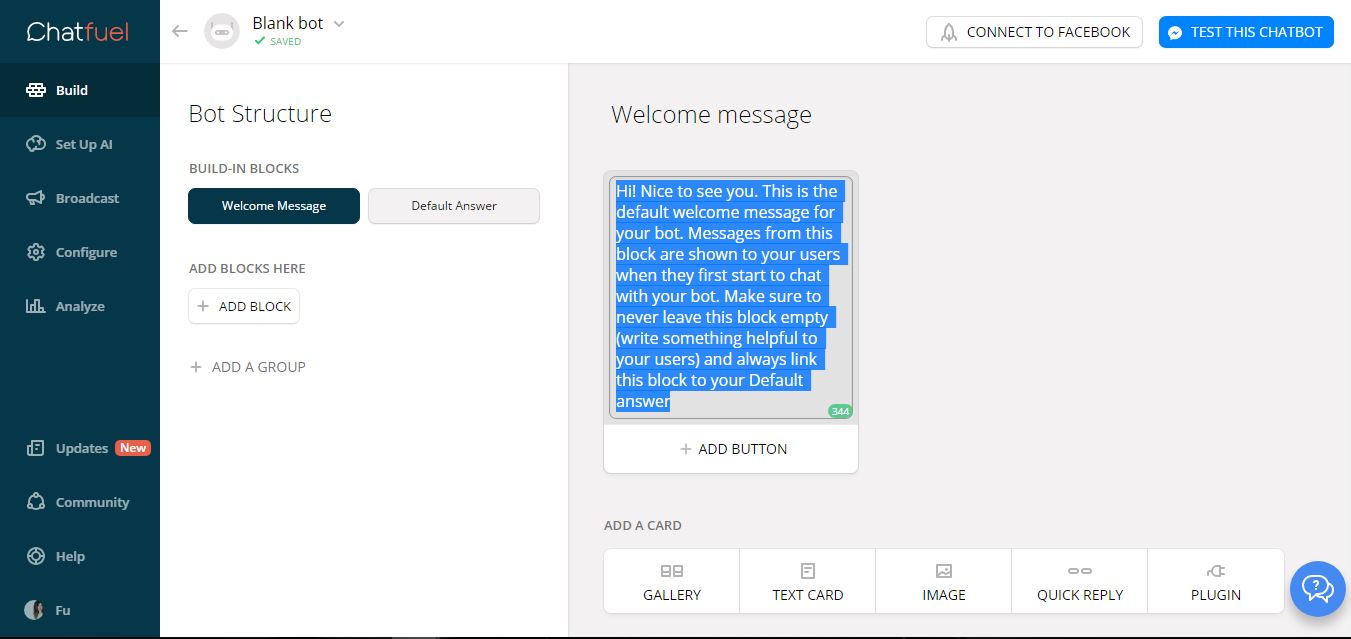 Chatfuel
Blank bot
SAVED
CONNECT TO FACEBOOK
TEST THIS CHATBOT
Build
Set Up AI
Broadcast
Configure
Analyze
Updates New
Community
Help
Fu
Bot Structure
BUILD-IN BLOCKS
Welcome Message
Default Answer
ADD BLOCKS HERE
+ ADD BLOCK
+ ADD A GROUP
Welcome message
Hi! Nice to see you. This is the
default welcome message for
your bot. Messages from this
block are shown to your users
when they first start to chat
with your bot. Make sure to
never leave this block empty
(write something helpful to
your users) and always link
this block to your Default
answer
344
+ ADD BUTTON
ADD A CARD
GALLERY
TEXT CARD
IMAGE
QUICK REPLY
PLUGIN